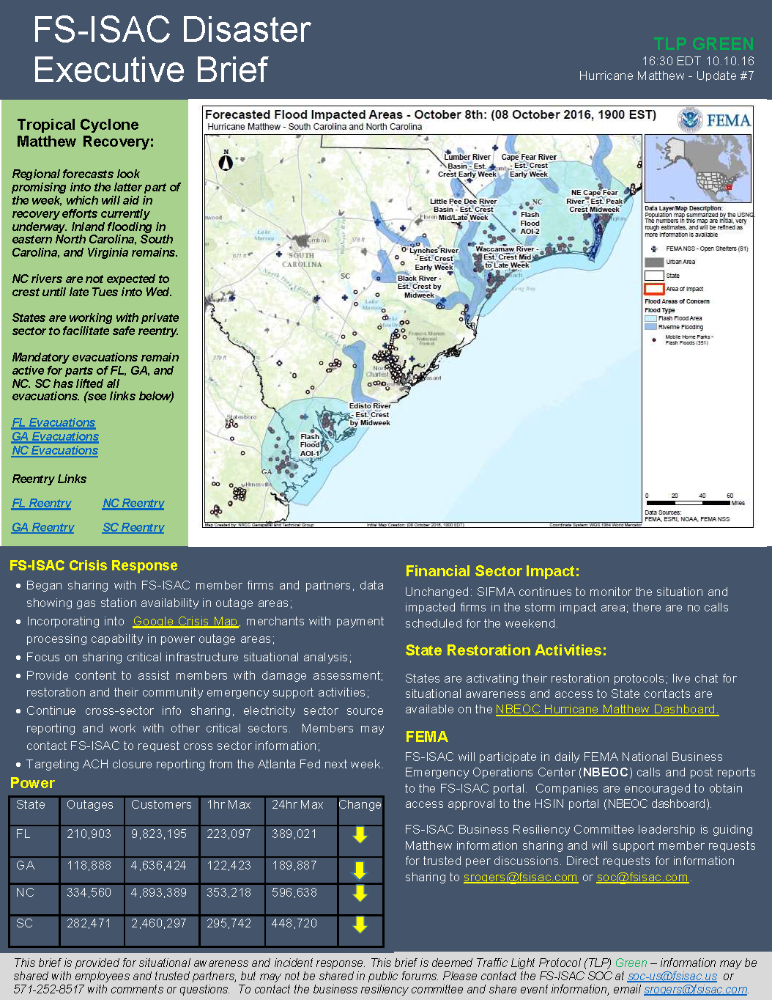 FS-ISAC Disaster
Executive Brief
TLP GREEN
16:30 EDT 10.10.16
Hurricane Matthew - Update #7
Tropical Cyclone
Matthew Recovery:
Regional forecasts look
promising into the latter part of
the week, which will aid in
recovery efforts currently
underway. Inland flooding in
eastern North Carolina, South
Carolina, and Virginia remains.
NC rivers are not expected to
crest until late Tues into Wed.
States are working with private
sector to facilitate safe reentry.
Mandatory evacuations remain
active for parts of FL, GA, and
NC. SC has lifted all
evacuations. (see links below)
FL Evacuations
GA Evacuations
NC Evacuations
Reentry Links
FL Reentry NC Reentry
GA Reentry SC Reentry
Forecasted Flood Impacted Areas - October 8th: (08 October 2016, 1900 EST)
Hurricane Matthew - South Carolina and North Carolina
FEMA
N
Lumber River
Basin - Est.
Crest Early Week
Cape Fear River
- Est. Crest
Early Week
NE Cape Fear
River - Est. Peak
Crest Midweek
Little Pee Dee River
Basin - Est. Crest
Mid/Late Week
NC
Flash
Flood
AOI-2
Lynches River
- Est. Crest
Early Week
Waccamaw River -
Est. Crest Mid
to Late Week
Black River -
Est. Crest by
Midweek
SOUTH
CAROLINA
SC
Columbia
Lake
Murray
Francis Marion
National
Forest
Edisto River
- Est. Crest
by Midweek
Statesboro
Flash
Flood
AOI-1
GA
Hinesville
Data Layer/Map Description:
Population map summarized by the USNG.
The numbers in this map are initial, very
rough estimates, and will be refined as
more information is available
FEMA NSS - Open Shelters (81)
Urban Area
State
Area of Impact
Flood Areas of Concern
Flood Type
Flash Flood Area
Riverine Flooding
Mobile Home Parks -
Flash Floods (351)
0 20 40 60
Miles
Data Sources:
FEMA, ESRI, NOAA, FEMA NSS
Map Created by: NRCC Geospatial and Technical Group
Initial Map Creation: (08 October 2016, 1900 EDT)
Coordinate System: WGS 1984 World Mercator
FS-ISAC Crisis Response
• Began sharing with FS-ISAC member firms and partners, data
showing gas station availability in outage areas;
• Incorporating into Google Crisis Map, merchants with payment
processing capability in power outage areas;
• Focus on sharing critical infrastructure situational analysis;
• Provide content to assist members with damage assessment;
restoration and their community emergency support activities;
• Continue cross-sector info sharing, electricity sector source
reporting and work with other critical sectors. Members may
contact FS-ISAC to request cross sector information;
• Targeting ACH closure reporting from the Atlanta Fed next week.
Power
State Outages Customers 1hr Max 24hr Max Change
FL 210,903 9,823,195 223,097 389,021
GA 118,888 4,636,424 122,423 189,887
NC 334,560 4,893,389 353,218 596,638
SC 282,471 2,460,297 295,742 448,720
Financial Sector Impact:
Unchanged: SIFMA continues to monitor the situation and
impacted firms in the storm impact area; there are no calls
scheduled for the weekend.
State Restoration Activities:
States are activating their restoration protocols; live chat for
situational awareness and access to State contacts are
available on the NBEOC Hurricane Matthew Dashboard.
FEMA
FS-ISAC will participate in daily FEMA National Business
Emergency Operations Center (NBEOC) calls and post reports
to the FS-ISAC portal. Companies are encouraged to obtain
access approval to the HSIN portal (NBEOC dashboard).
FS-ISAC Business Resiliency Committee leadership is guiding
Matthew information sharing and will support member requests
for trusted peer discussions. Direct requests for information
sharing to srogers@fsisac.com or soc@fsisac.com.
This brief is provided for situational awareness and incident response. This brief is deemed Traffic Light Protocol (TLP) Green – information may be
shared with employees and trusted partners, but may not be shared in public forums. Please contact the FS-ISAC SOC at soc-us@fsisac.us or
571-252-8517 with comments or questions. To contact the business resiliency committee and share event information, email srogers@fsisac.com.